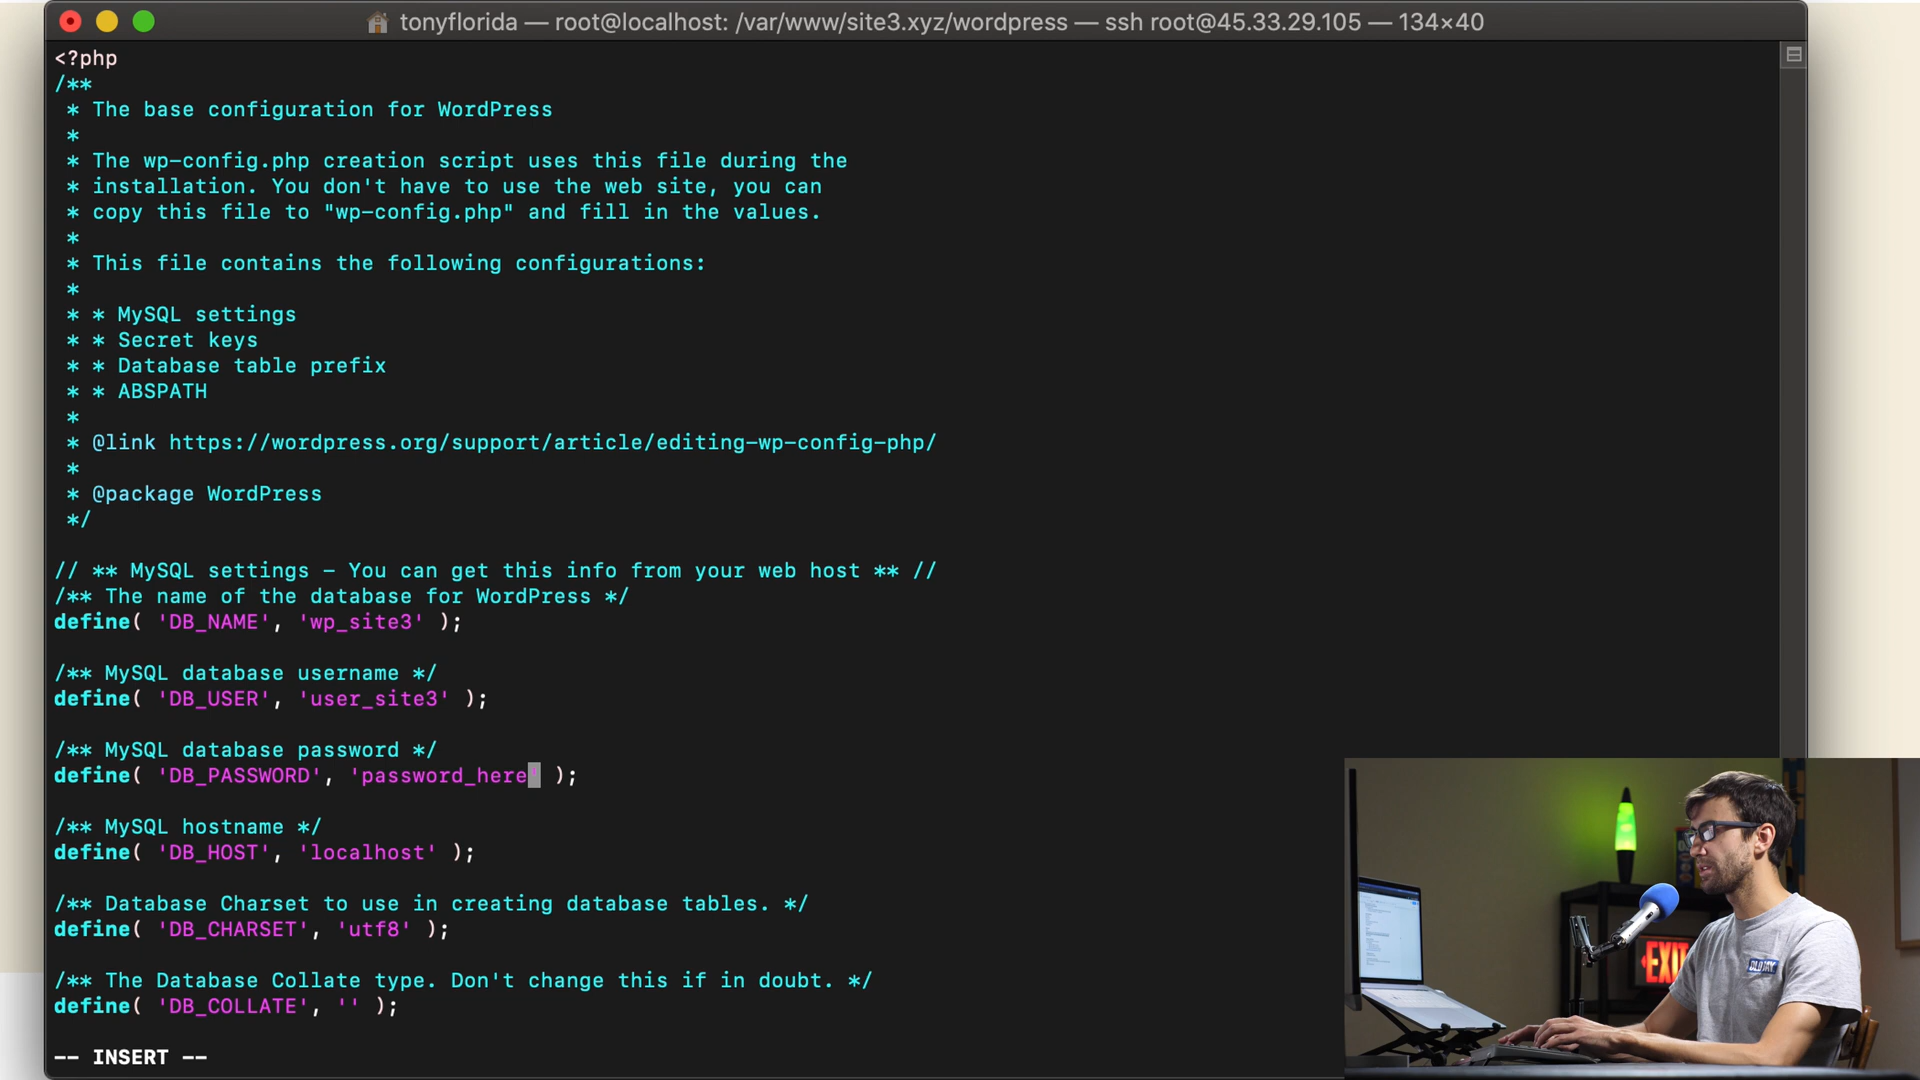 tonyflorida — root@localhost: /var/www/site3.xyz/wordpress — ssh root@45.33.29.105 — 134×40
<?php
/**
 * The base configuration for WordPress
 *
 * The wp-config.php creation script uses this file during the
 * installation. You don't have to use the web site, you can
 * copy this file to "wp-config.php" and fill in the values.
 *
 * This file contains the following configurations:
 *
 * * MySQL settings
 * * Secret keys
 * * Database table prefix
 * * ABSPATH
 *
 * @link https://wordpress.org/support/article/editing-wp-config-php/
 *
 * @package WordPress
 */
// ** MySQL settings - You can get this info from your web host ** //
/** The name of the database for WordPress */
define( 'DB_NAME', 'wp_site3' );
/** MySQL database username */
define( 'DB_USER', 'user_site3' );
/** MySQL database password */
define( 'DB_PASSWORD', 'password_here' );
/** MySQL hostname */
define( 'DB_HOST', 'localhost' );
/** Database Charset to use in creating database tables. */
define( 'DB_CHARSET', 'utf8' );
/** The Database Collate type. Don't change this if in doubt. */
define( 'DB_COLLATE', '' );
-- INSERT --
EXIT